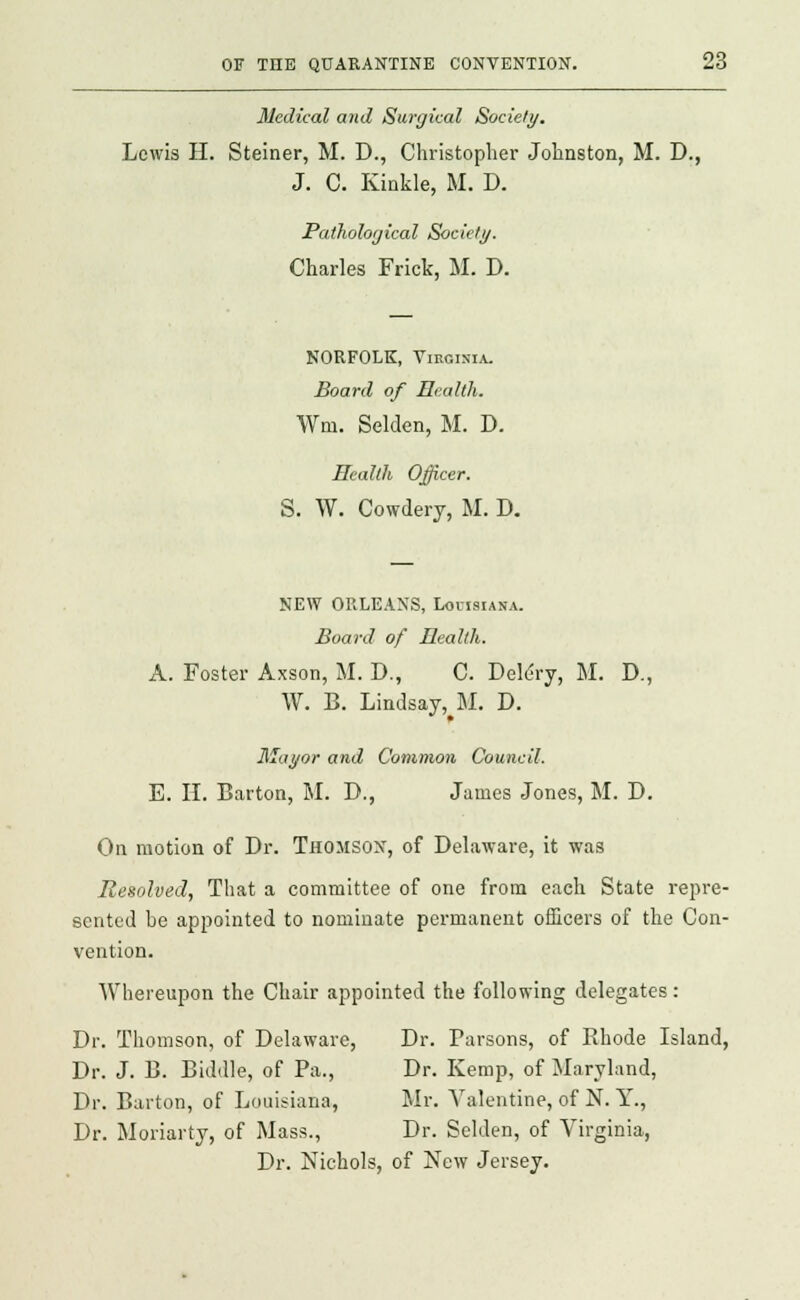 OF THE QUARANTINE CONVENTION. 23
Medical and Surgical Society.
Lewis H. Steiner, M. D., Christopher Johnston, M. D.,
J. C. Kinkle, M. D.
Pathological Society.
Charles Frick, M. D.
NORFOLK, VIRGINIA.
Board of Health.
Wm. Selden, M. D.
Health Officer.
S. W. Cowdery, M. D.
NEW ORLEANS, LOUISIANA.
Board of Health.
A. Foster Axson, M. D., C. Deléry, M. D.,
W. B. Lindsay, M. D.
Mayor and Common Council.
E. H. Barton, M. D., James Jones, M. D.
On motion of Dr. THOMSON, of Delaware, it was
Resolved, That a committee of one from each State repre-
sented be appointed to nominate permanent officers of the Con-
vention.
Whereupon the Chair appointed the following delegates:
Dr. Thomson, of Delaware, Dr. Parsons, of Rhode Island,
Dr. J. B. Biddle, of Pa., Dr. Kemp, of Maryland,
Dr. Barton, of Louisiana, Mr. Valentine, of N. Y.,
Dr. Moriarty, of Mass., Dr. Selden, of Virginia,
Dr. Nichols, of New Jersey.